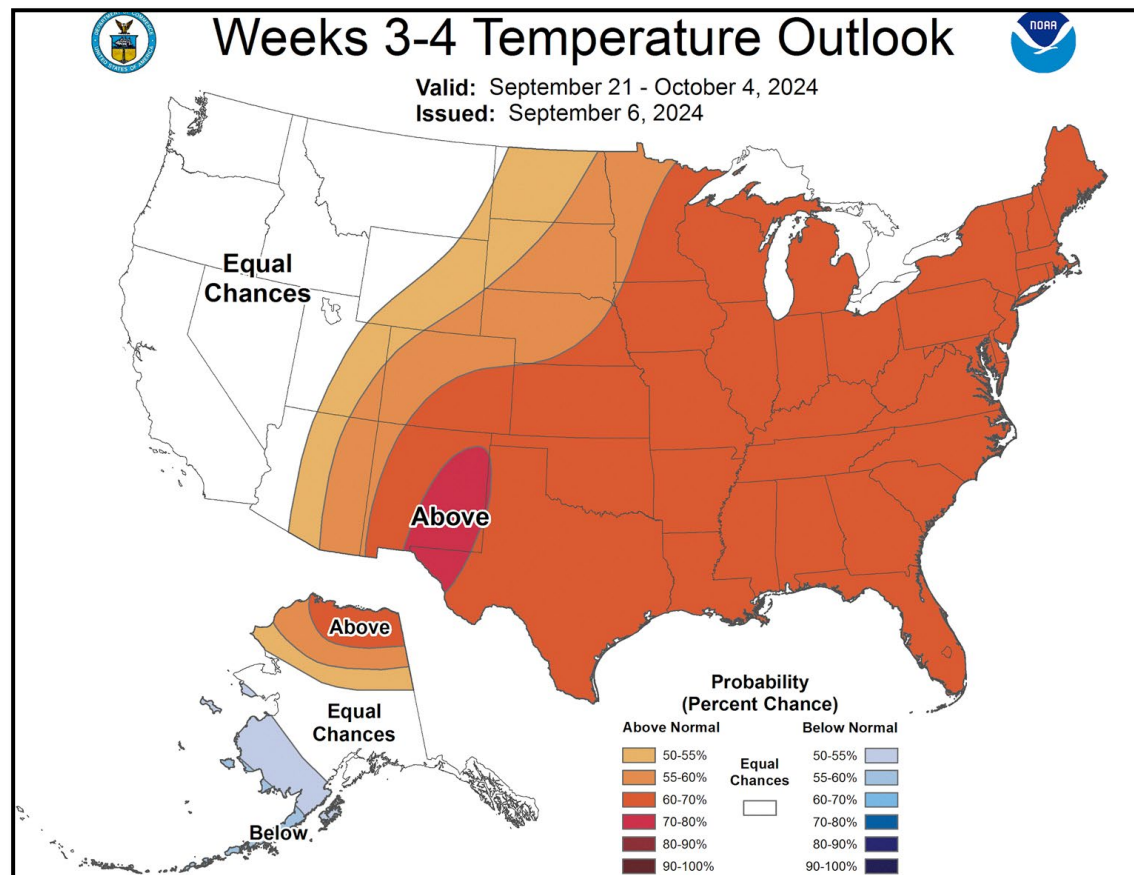 Weeks 3-4 Temperature Outlook
NOAA
Valid: September 21 - October 4, 2024
Issued: September 6, 2024
Equal
Chances
Above
Above
Equal
Chances
Below
Probability
(Percent Chance)
Above Normal
Below Normal
50-55%
55-60%
60-70%
70-80%
80-90%
90-100%
Equal
Chances
50-55%
55-60%
60-70%
70-80%
80-90%
90-100%